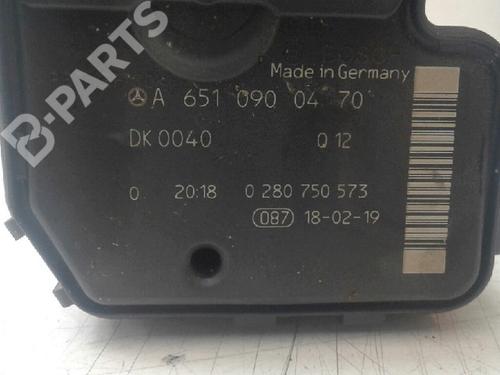 B-PARTS
Made in Germany
A 651 090 04 70
DK 0040 Q 12
0 20:18 0 280 750 573
087 18-02-19
B-PARTS